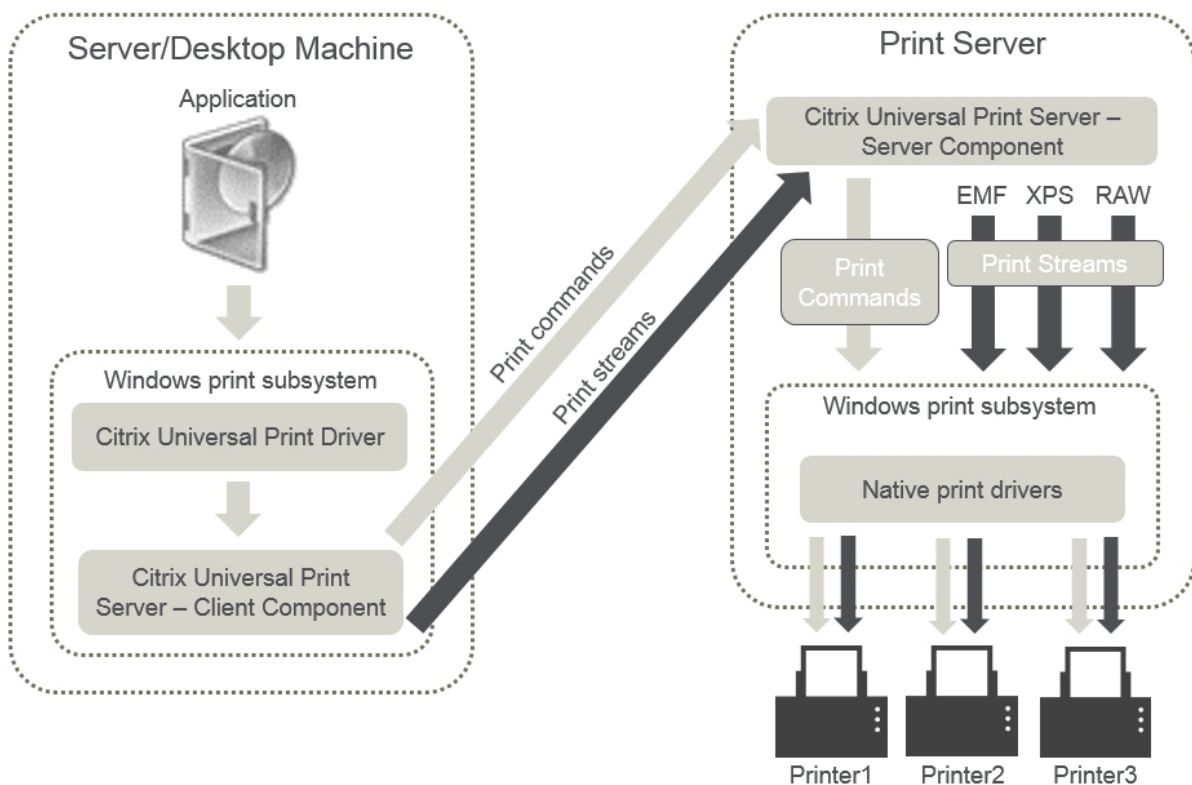 Server/Desktop Machine
Application
Windows print subsystem
Citrix Universal Print Driver
Citrix Universal Print
Server – Client Component
Print commands
Print streams
Print Server
Citrix Universal Print Server –
Server Component
EMF XPS RAW
Print
Commands
Print Streams
Windows print subsystem
Native print drivers
Printer1 Printer2 Printer3